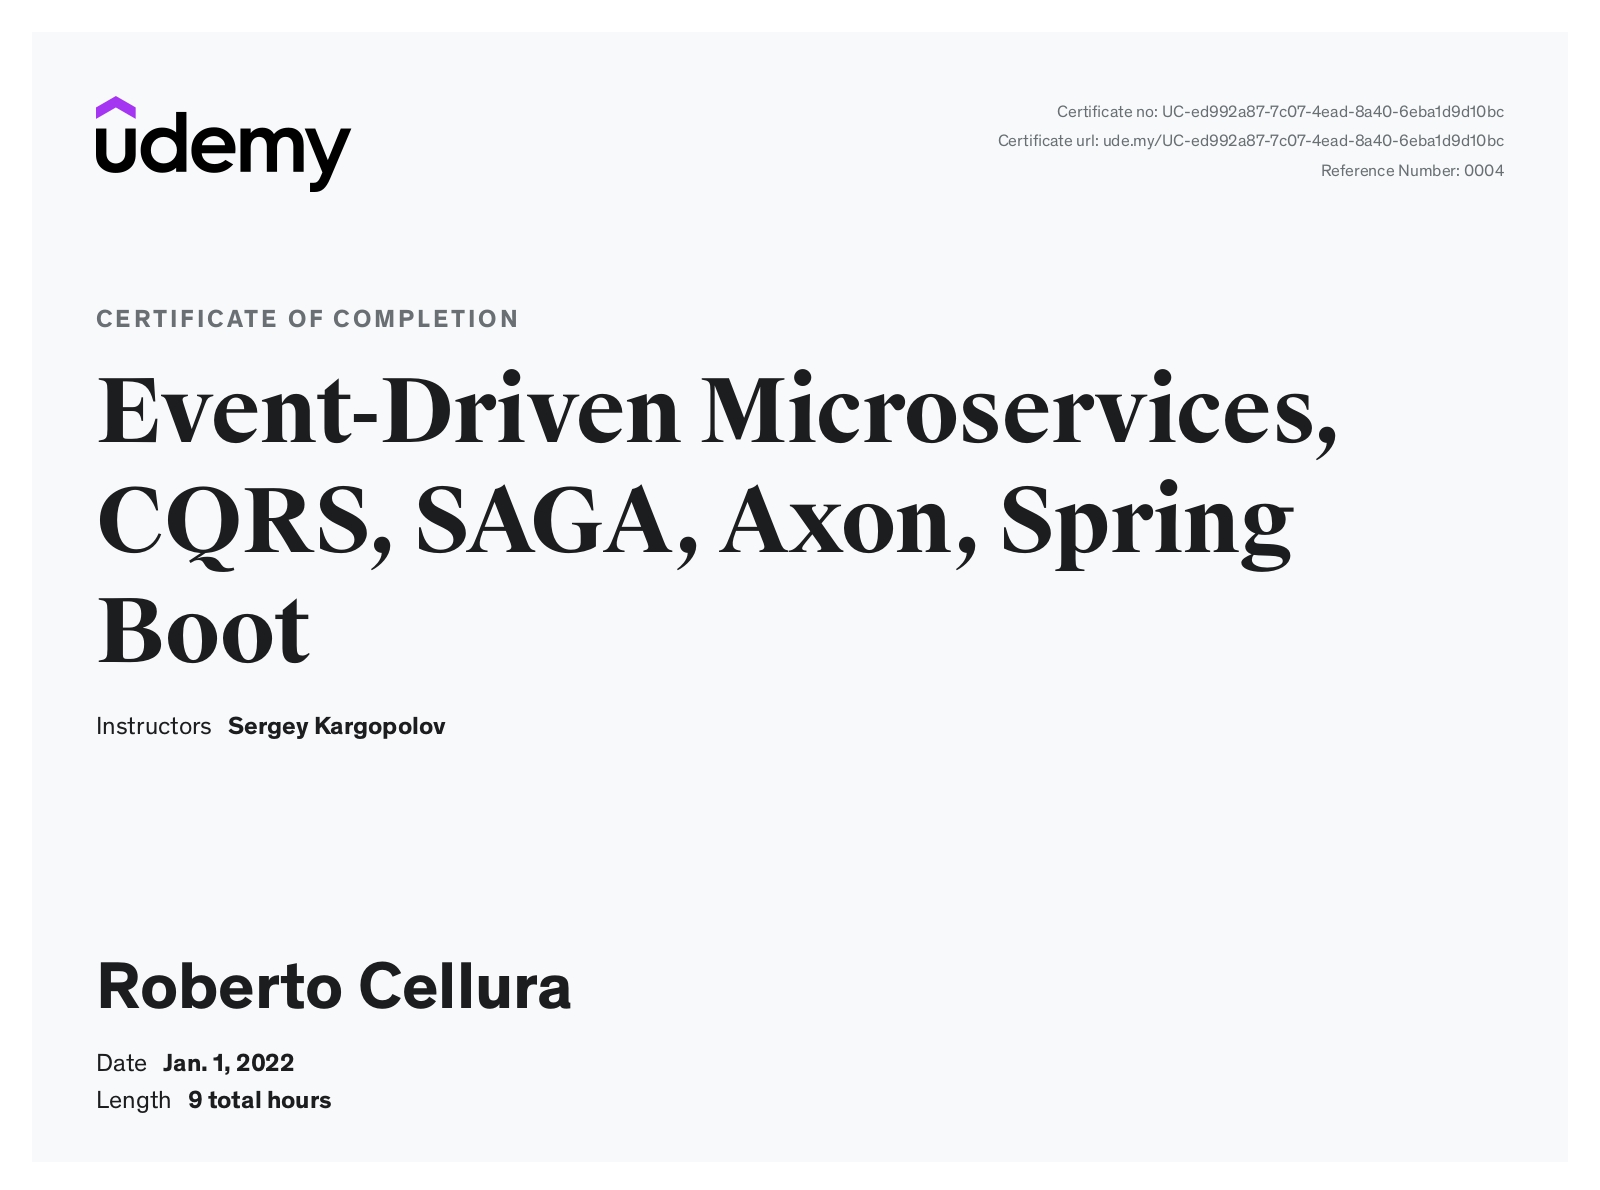 udemy
Certificate no: UC-ed992a87-7c07-4ead-8a40-6eba1d9d10bc
Certificate url: ude.my/UC-ed992a87-7c07-4ead-8a40-6eba1d9d10bc
Reference Number: 0004
CERTIFICATE OF COMPLETION
Event-Driven Microservices,
CQRS, SAGA, Axon, Spring
Boot
Instructors Sergey Kargopolov
Roberto Cellura
Date Jan. 1, 2022
Length 9 total hours